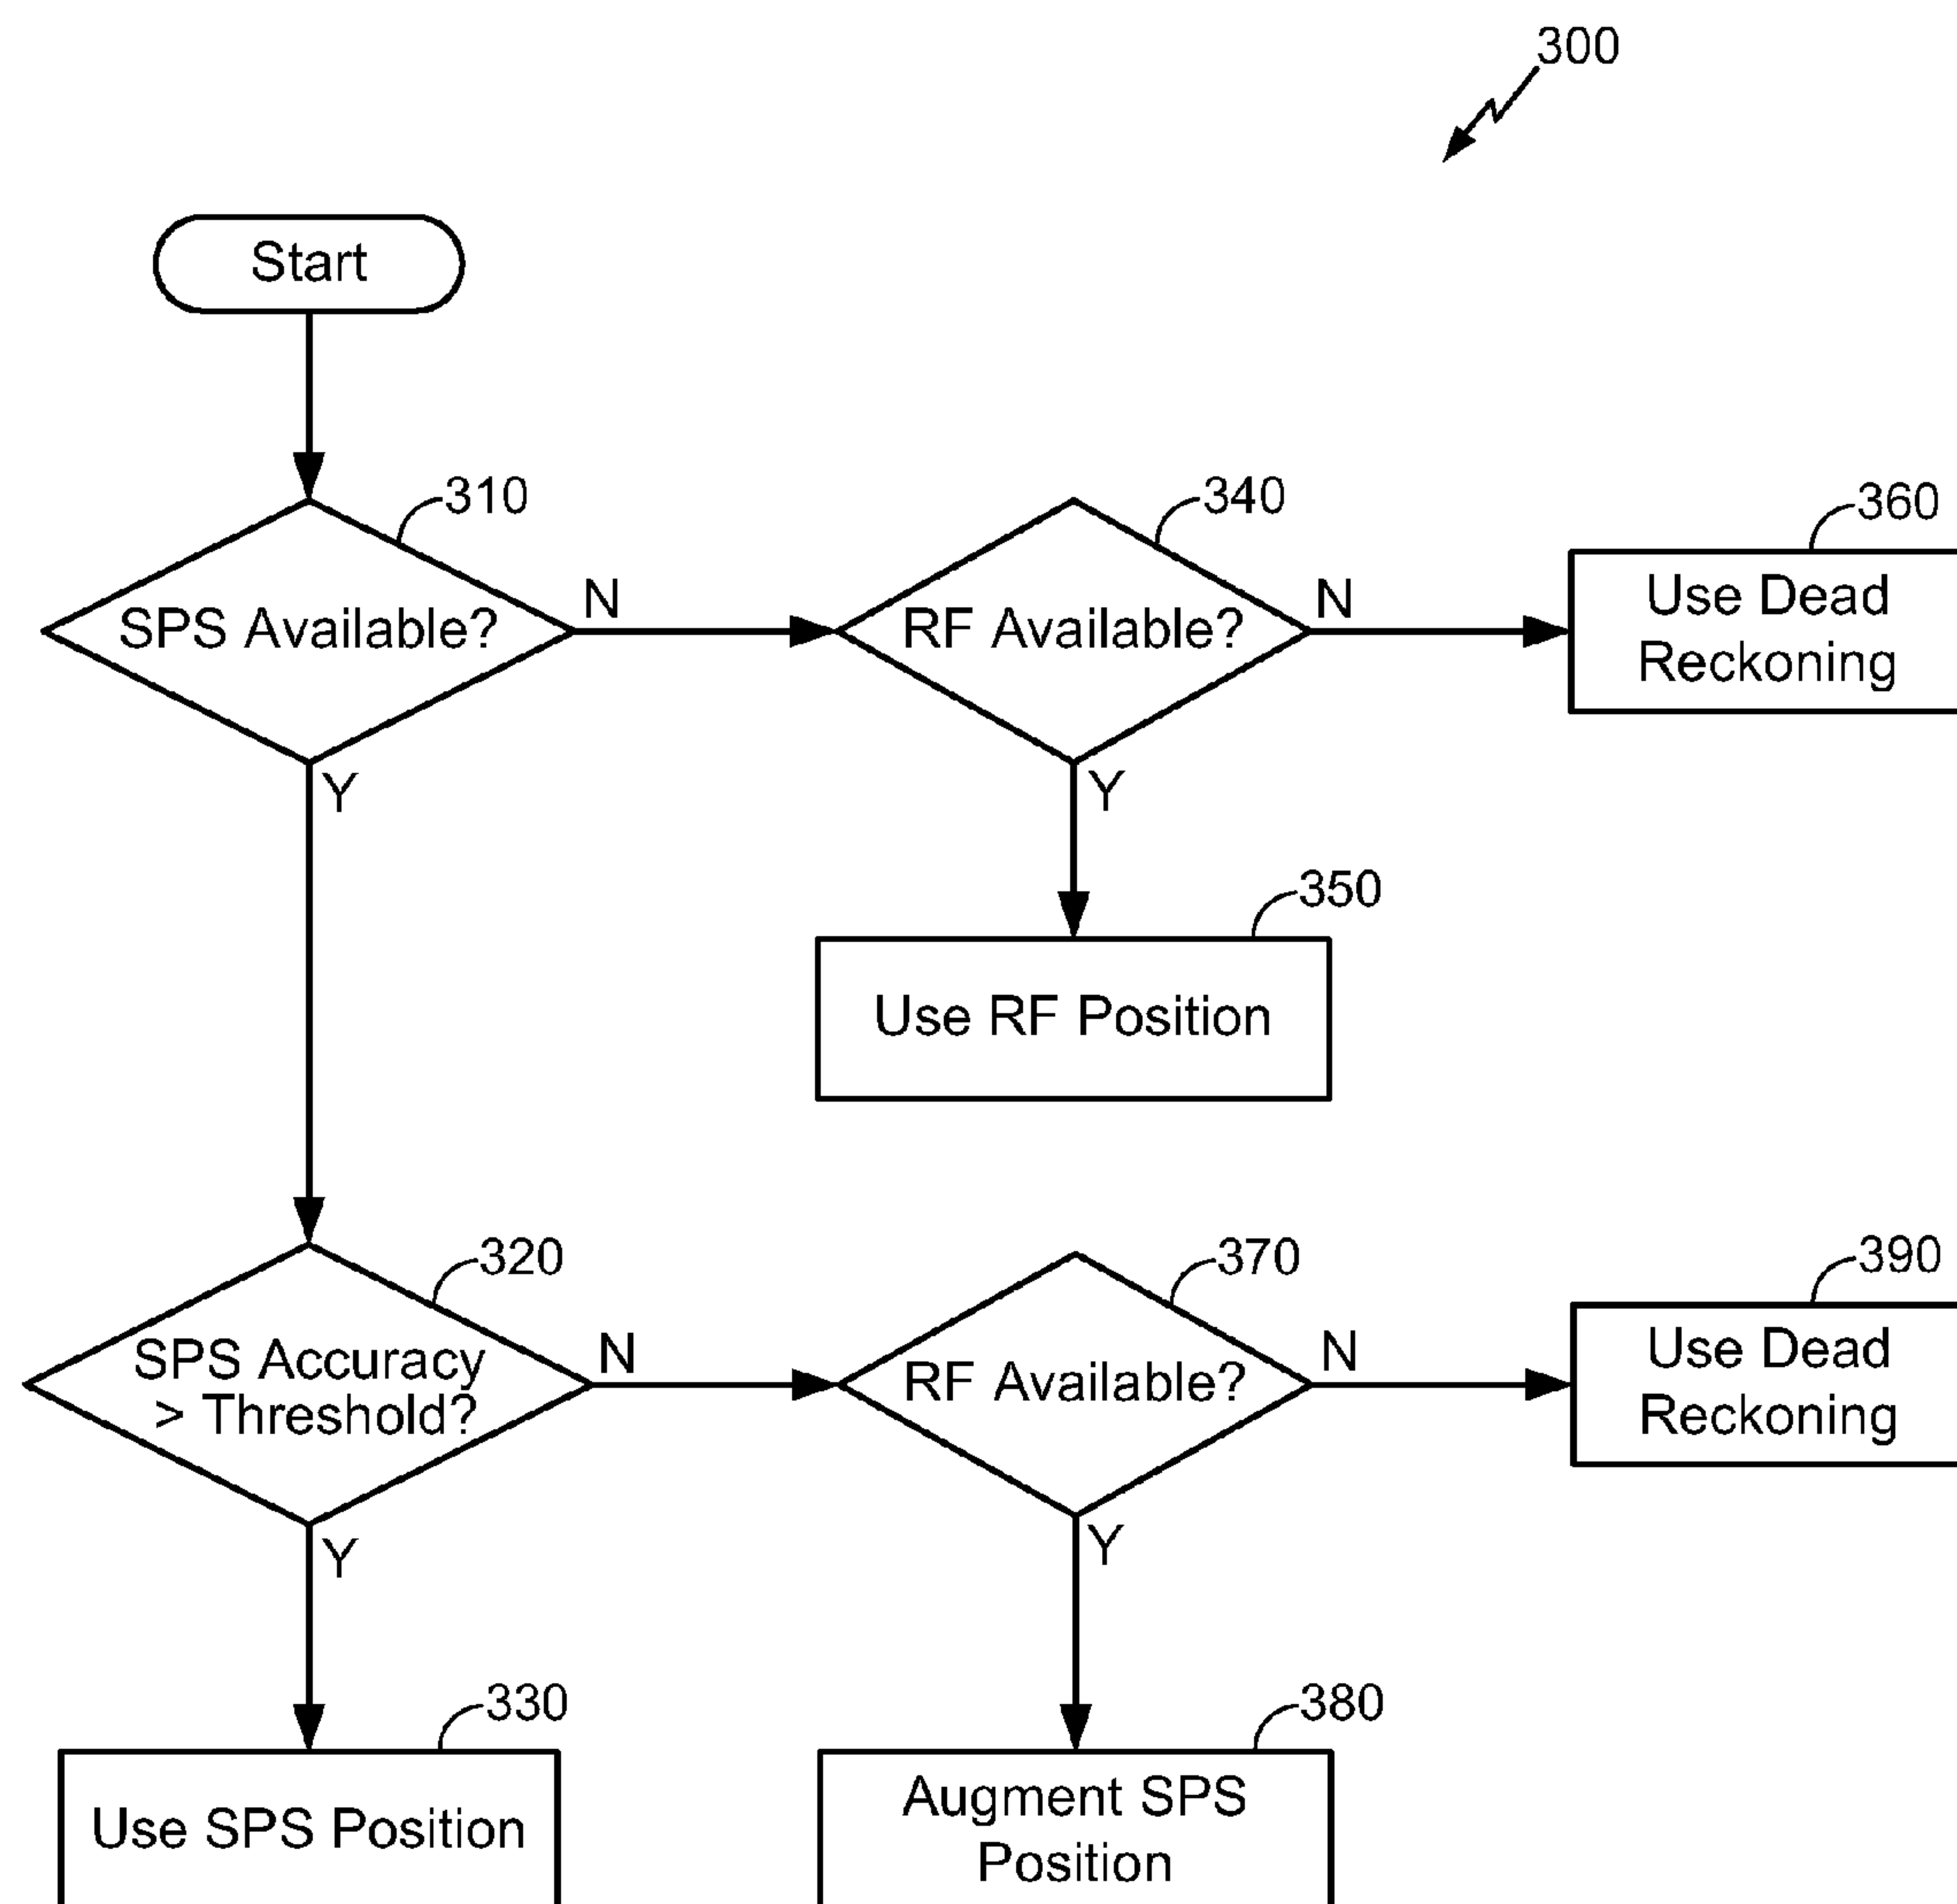 300
Start
310
SPS Available?
N
Y
340
RF Available?
N
Y
360
Use Dead
Reckoning
350
Use RF Position
320
SPS Accuracy
> Threshold?
N
Y
370
RF Available?
N
Y
390
Use Dead
Reckoning
330
Use SPS Position
380
Augment SPS
Position